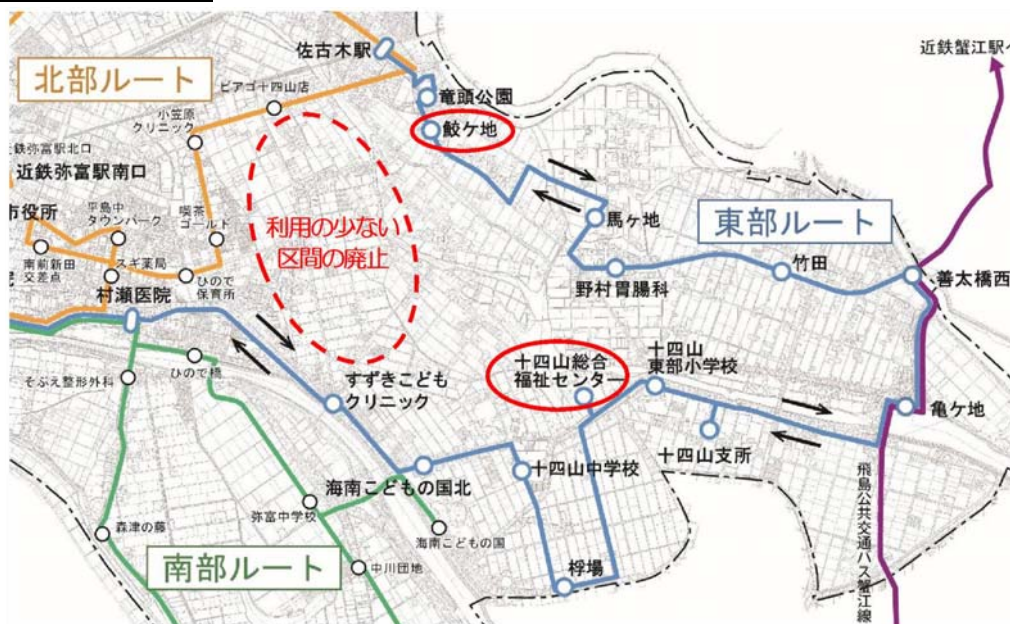 佐古木駅
近鉄蟹江駅へ
北部ルート
ピアゴ十四山店
竜頭公園
小笠原
クリニック
鮫ケ地
近鉄弥富駅北口
近鉄弥富駅南口
市役所
平島中
タウンパーク
喫茶
ゴールド
利用の少ない
区間の廃止
馬ケ地
東部ルート
竹田
南前新田
交差点
スギ薬局
ひので
保育所
野村胃腸科
善太橋西
村瀬医院
ひので橋
そぶえ整形外科
すずきこども
クリニック
十四山総合
福祉センター
十四山
東部小学校
亀ケ地
十四山支所
海南こどもの国北
十四山中学校
弥富中学校
森津の藤
海南こどもの国
南部ルート
中川団地
桴場
飛島公共交通バス蟹江線